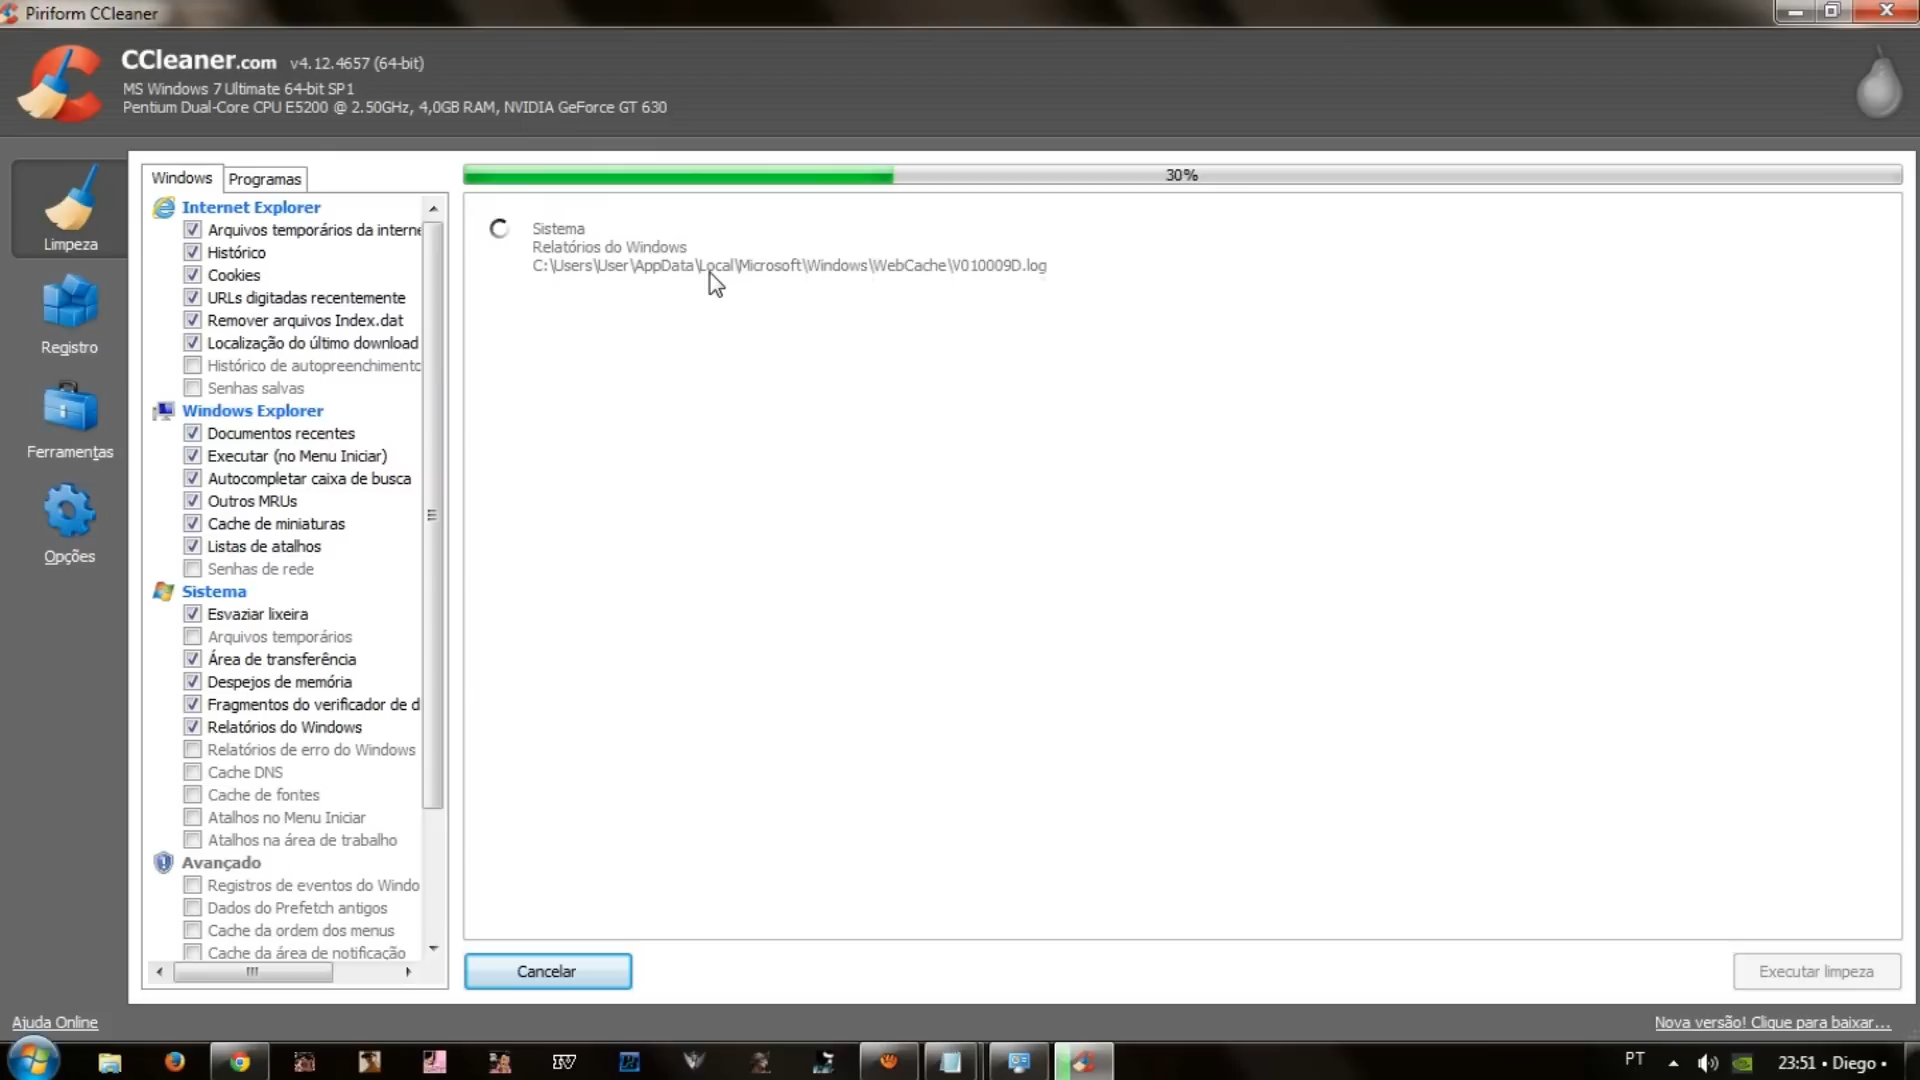 Piriform CCleaner
CCleaner.com v4.12.4657 (64-bit)
MS Windows 7 Ultimate 64-bit SP1
Pentium Dual-Core CPU E5200 @ 2.50GHz, 4,0GB RAM, NVIDIA GeForce GT 630
Limpeza
Registro
Ferramentas
Opções
Windows
Programas
Internet Explorer
Arquivos temporários da interne
Histórico
Cookies
URLs digitadas recentemente
Remover arquivos Index.dat
Localização do último download
Histórico de autopreenchimento
Senhas salvas
Windows Explorer
Documentos recentes
Executar (no Menu Iniciar)
Autocompletar caixa de busca
Outros MRUs
Cache de miniaturas
Listas de atalhos
Senhas de rede
Sistema
Esvaziar lixeira
Arquivos temporários
Área de transferência
Despejos de memória
Fragmentos do verificador de d
Relatórios do Windows
Relatórios de erro do Windows
Cache DNS
Cache de fontes
Atalhos no Menu Iniciar
Atalhos na área de trabalho
Avançado
Registros de eventos do Windo
Dados do Prefetch antigos
Cache da ordem dos menus
Cache da área de notificação
30%
Sistema
Relatórios do Windows
C:\Users\User\AppData\Local\Microsoft\Windows\WebCache\V010009D.log
Cancelar
Executar limpeza
Ajuda Online
Nova versão! Clique para baixar...
IV
PT
23:51 • Diego •